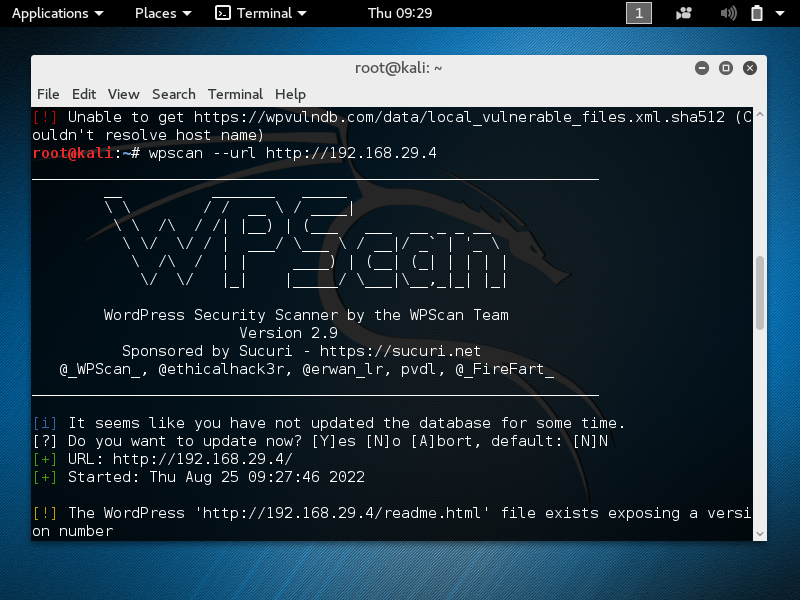 Applications Places Terminal Thu 09:29 1
root@kali: ~
File Edit View Search Terminal Help
[!] Unable to get https://wpvulndb.com/data/local_vulnerable_files.xml.sha512 (C
ouldn't resolve host name)
root@kali:~# wpscan --url http://192.168.29.4
WPScan
WordPress Security Scanner by the WPScan Team
Version 2.9
Sponsored by Sucuri - https://sucuri.net
@_WPScan_, @ethicalhack3r, @erwan_lr, pvdl, @_FireFart_
[i] It seems like you have not updated the database for some time.
[?] Do you want to update now? [Y]es [N]o [A]bort, default: [N]N
[+] URL: http://192.168.29.4/
[+] Started: Thu Aug 25 09:27:46 2022
[!] The WordPress 'http://192.168.29.4/readme.html' file exists exposing a versi
on number